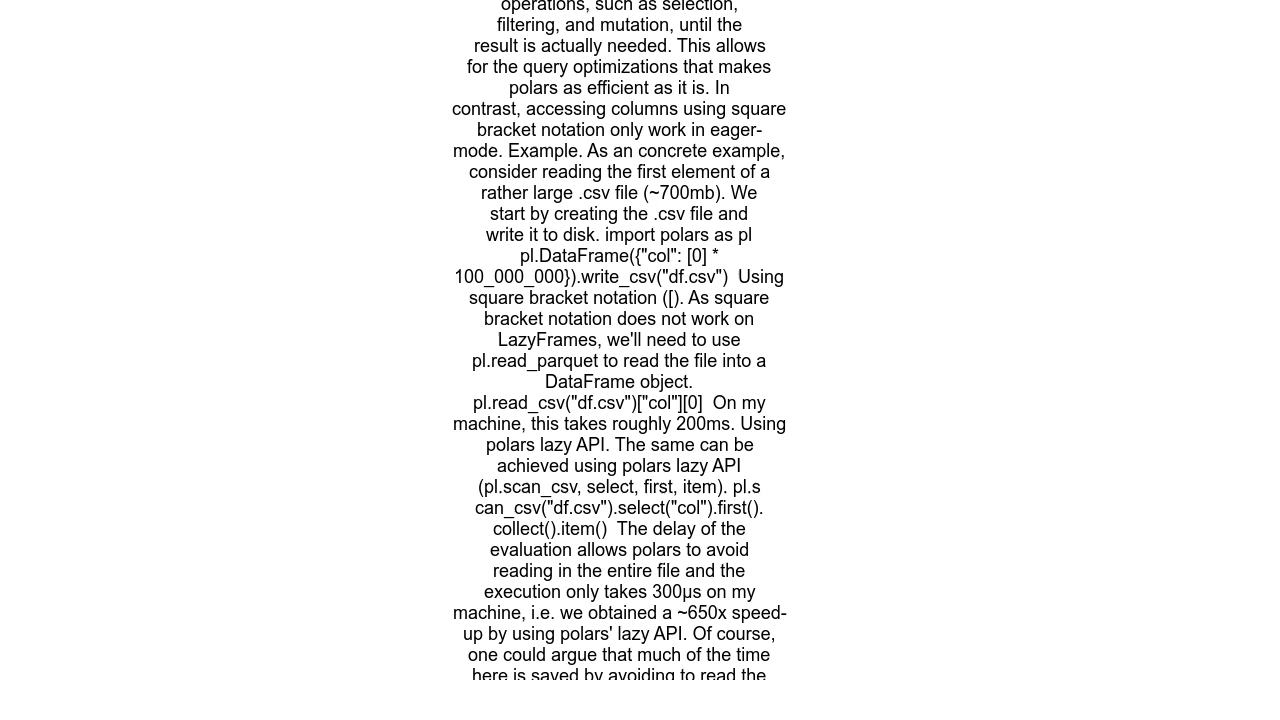 operations, such as selection,
filtering, and mutation, until the
result is actually needed. This allows
for the query optimizations that makes
polars as efficient as it is. In
contrast, accessing columns using square
bracket notation only work in eager-
mode. Example. As an concrete example,
consider reading the first element of a
rather large .csv file (~700mb). We
start by creating the .csv file and
write it to disk. import polars as pl
pl.DataFrame({"col": [0] *
100_000_000}).write_csv("df.csv")  Using
square bracket notation ([). As square
bracket notation does not work on
LazyFrames, we'll need to use
pl.read_parquet to read the file into a
DataFrame object.
pl.read_csv("df.csv")["col"][0]  On my
machine, this takes roughly 200ms. Using
polars lazy API. The same can be
achieved using polars lazy API
(pl.scan_csv, select, first, item). pl.s
can_csv("df.csv").select("col").first().
collect().item()  The delay of the
evaluation allows polars to avoid
reading in the entire file and the
execution only takes 300µs on my
machine, i.e. we obtained a ~650x speed-
up by using polars' lazy API. Of course,
one could argue that much of the time
here is saved by avoiding to read the